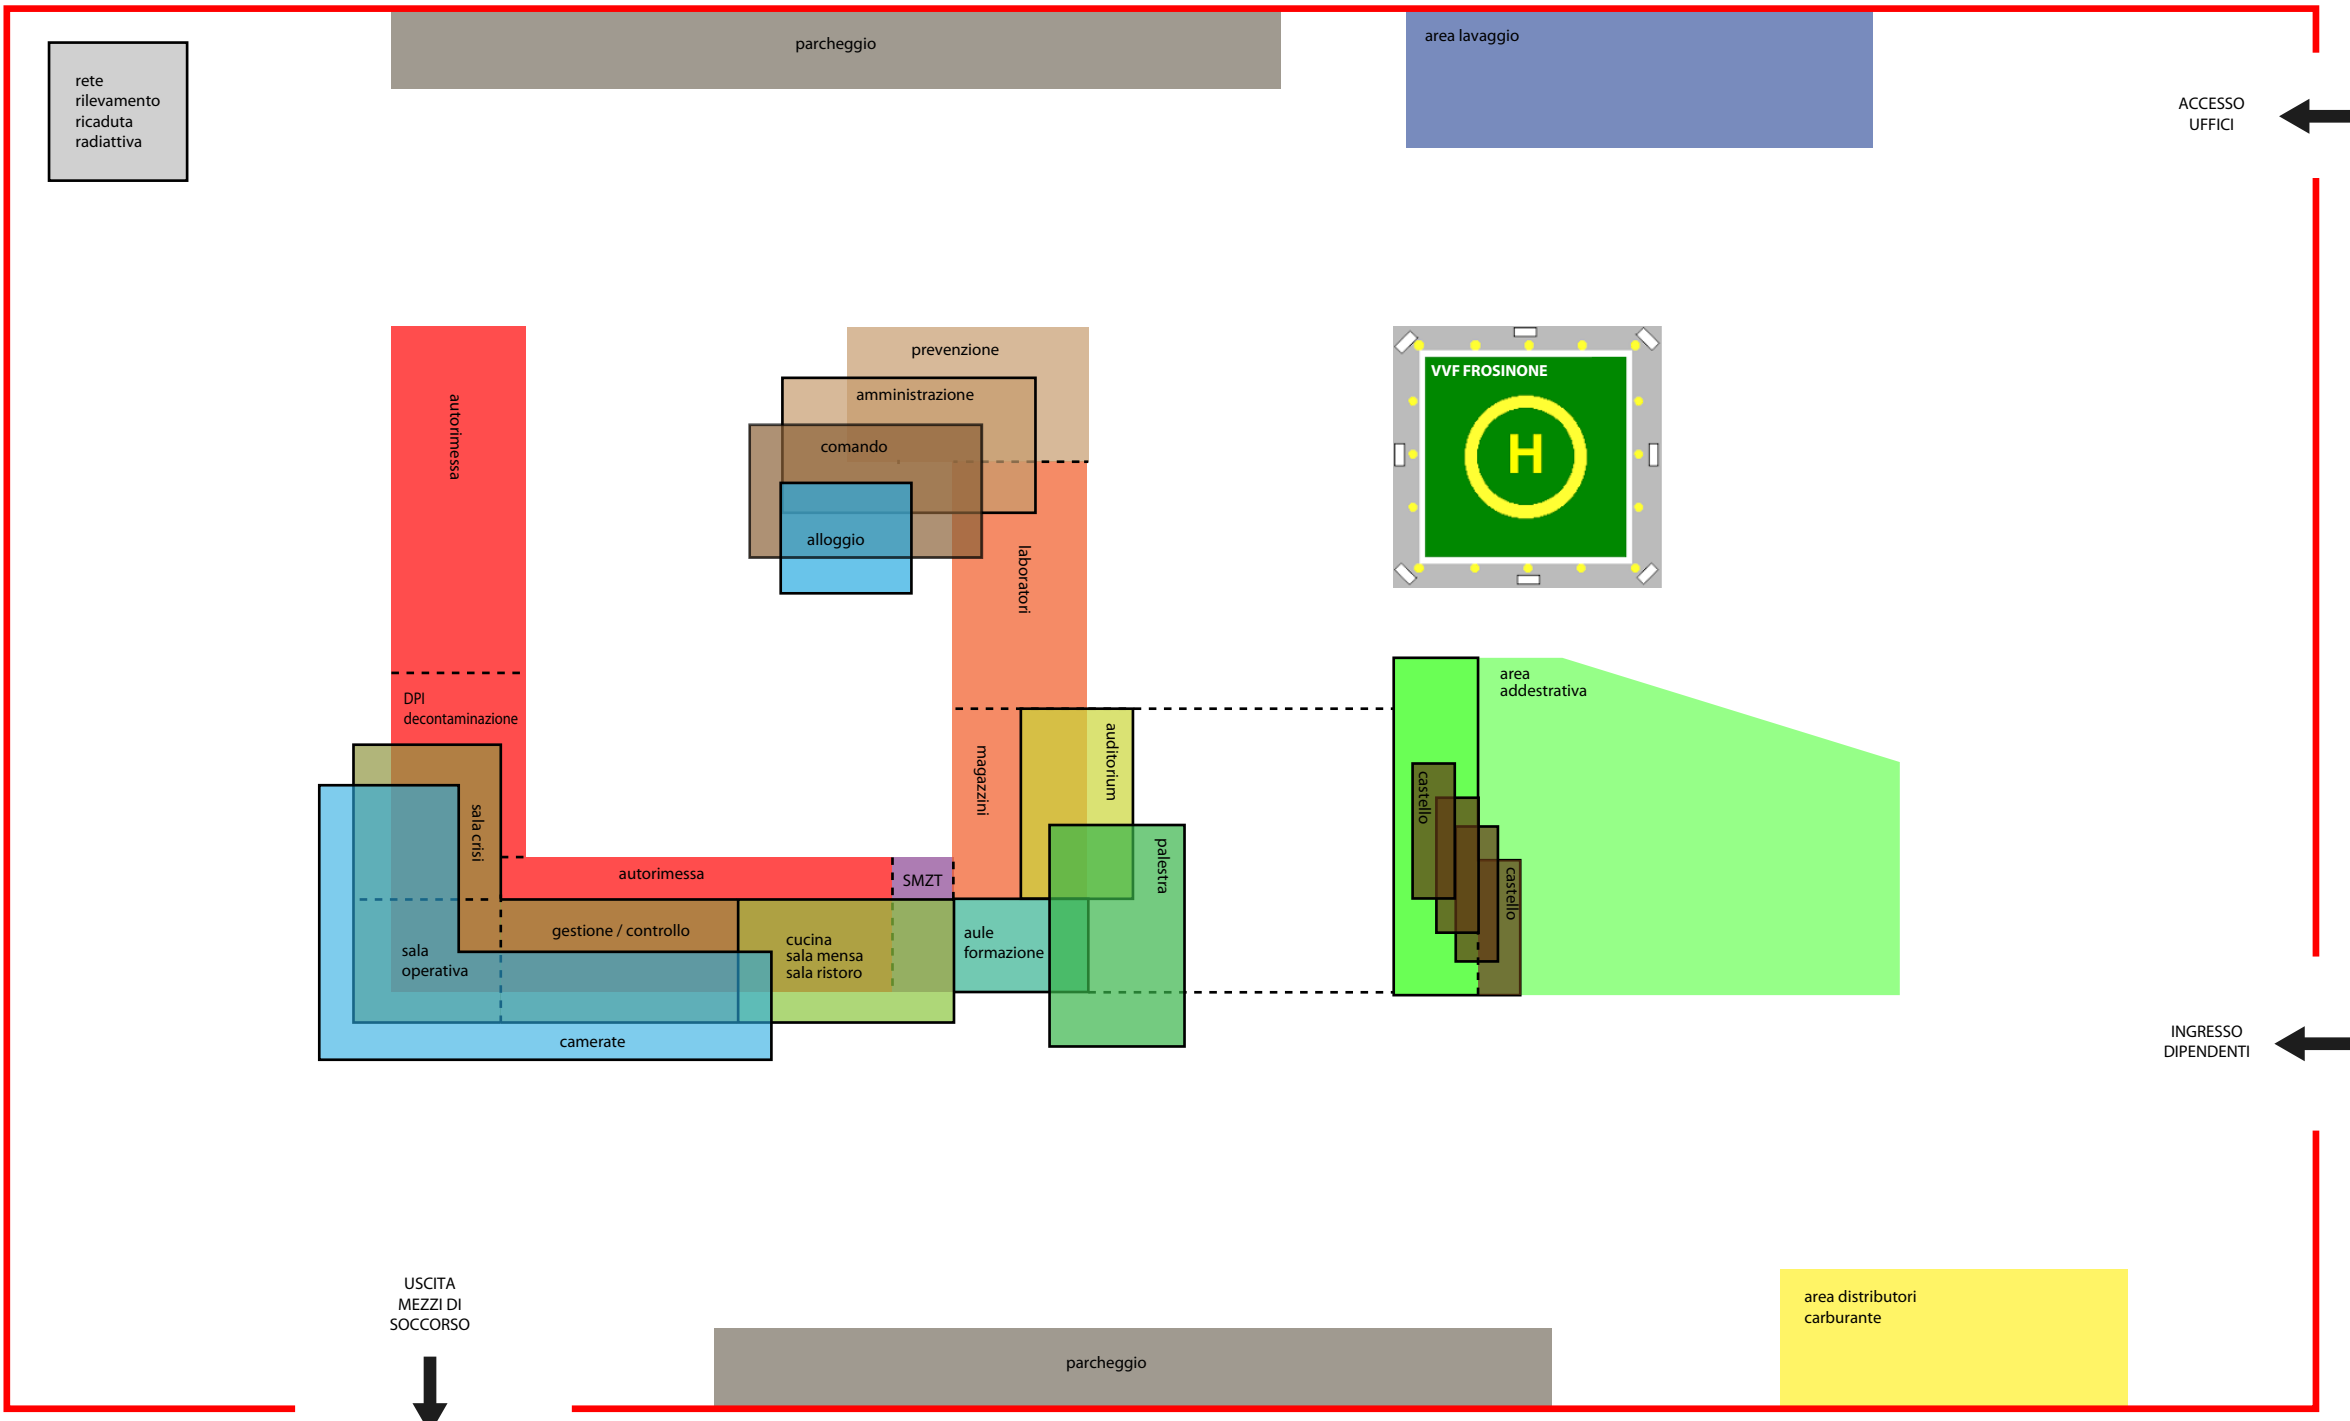 parcheggio
area lavaggio
rete
rilevamento
ricaduta
radiattiva
ACCESSO
UFFICI
prevenzione
amministrazione
comando
alloggio
autorimessa
laboratori
VVF FROSINONE
H
DPI
decontaminazione
area
addestrativa
magazzini
auditorium
castello
castello
sala crisi
palestra
autorimessa
SMZT
gestione / controllo
cucina
sala mensa
sala ristoro
aule
formazione
sala
operativa
camerate
INGRESSO
DIPENDENTI
USCITA
MEZZI DI
SOCCORSO
area distributori
carburante
parcheggio